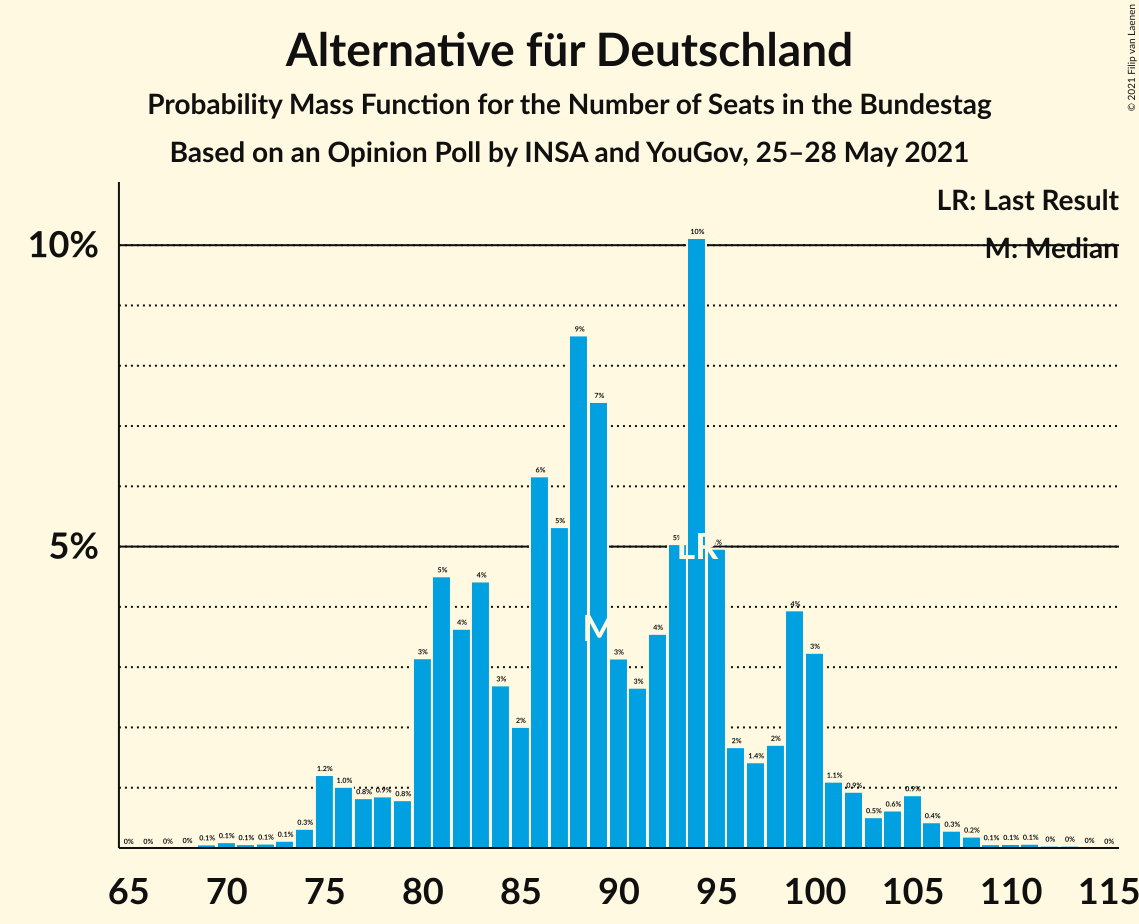 Alternative für Deutschland
Probability Mass Function for the Number of Seats in the Bundestag
Based on an Opinion Poll by INSA and YouGov, 25–28 May 2021
© 2021 Filip van Laenen
LR: Last Result
M: Median
10%
5%
0% 0% 0% 0% 0.1% 0.1% 0.1% 0.1% 0.1% 0.3% 1.2% 1.0% 0.8% 0.9% 0.8% 3% 5% 4% 4% 3% 2% 6% 5% 9% 7% 3% 3% 4% 5% 10% 5% 2% 1.4% 2% 4% 3% 1.1% 0.9% 0.5% 0.6% 0.9% 0.4% 0.3% 0.2% 0.1% 0.1% 0.1% 0% 0% 0% 0%
LR
M
65 70 75 80 85 90 95 100 105 110 115